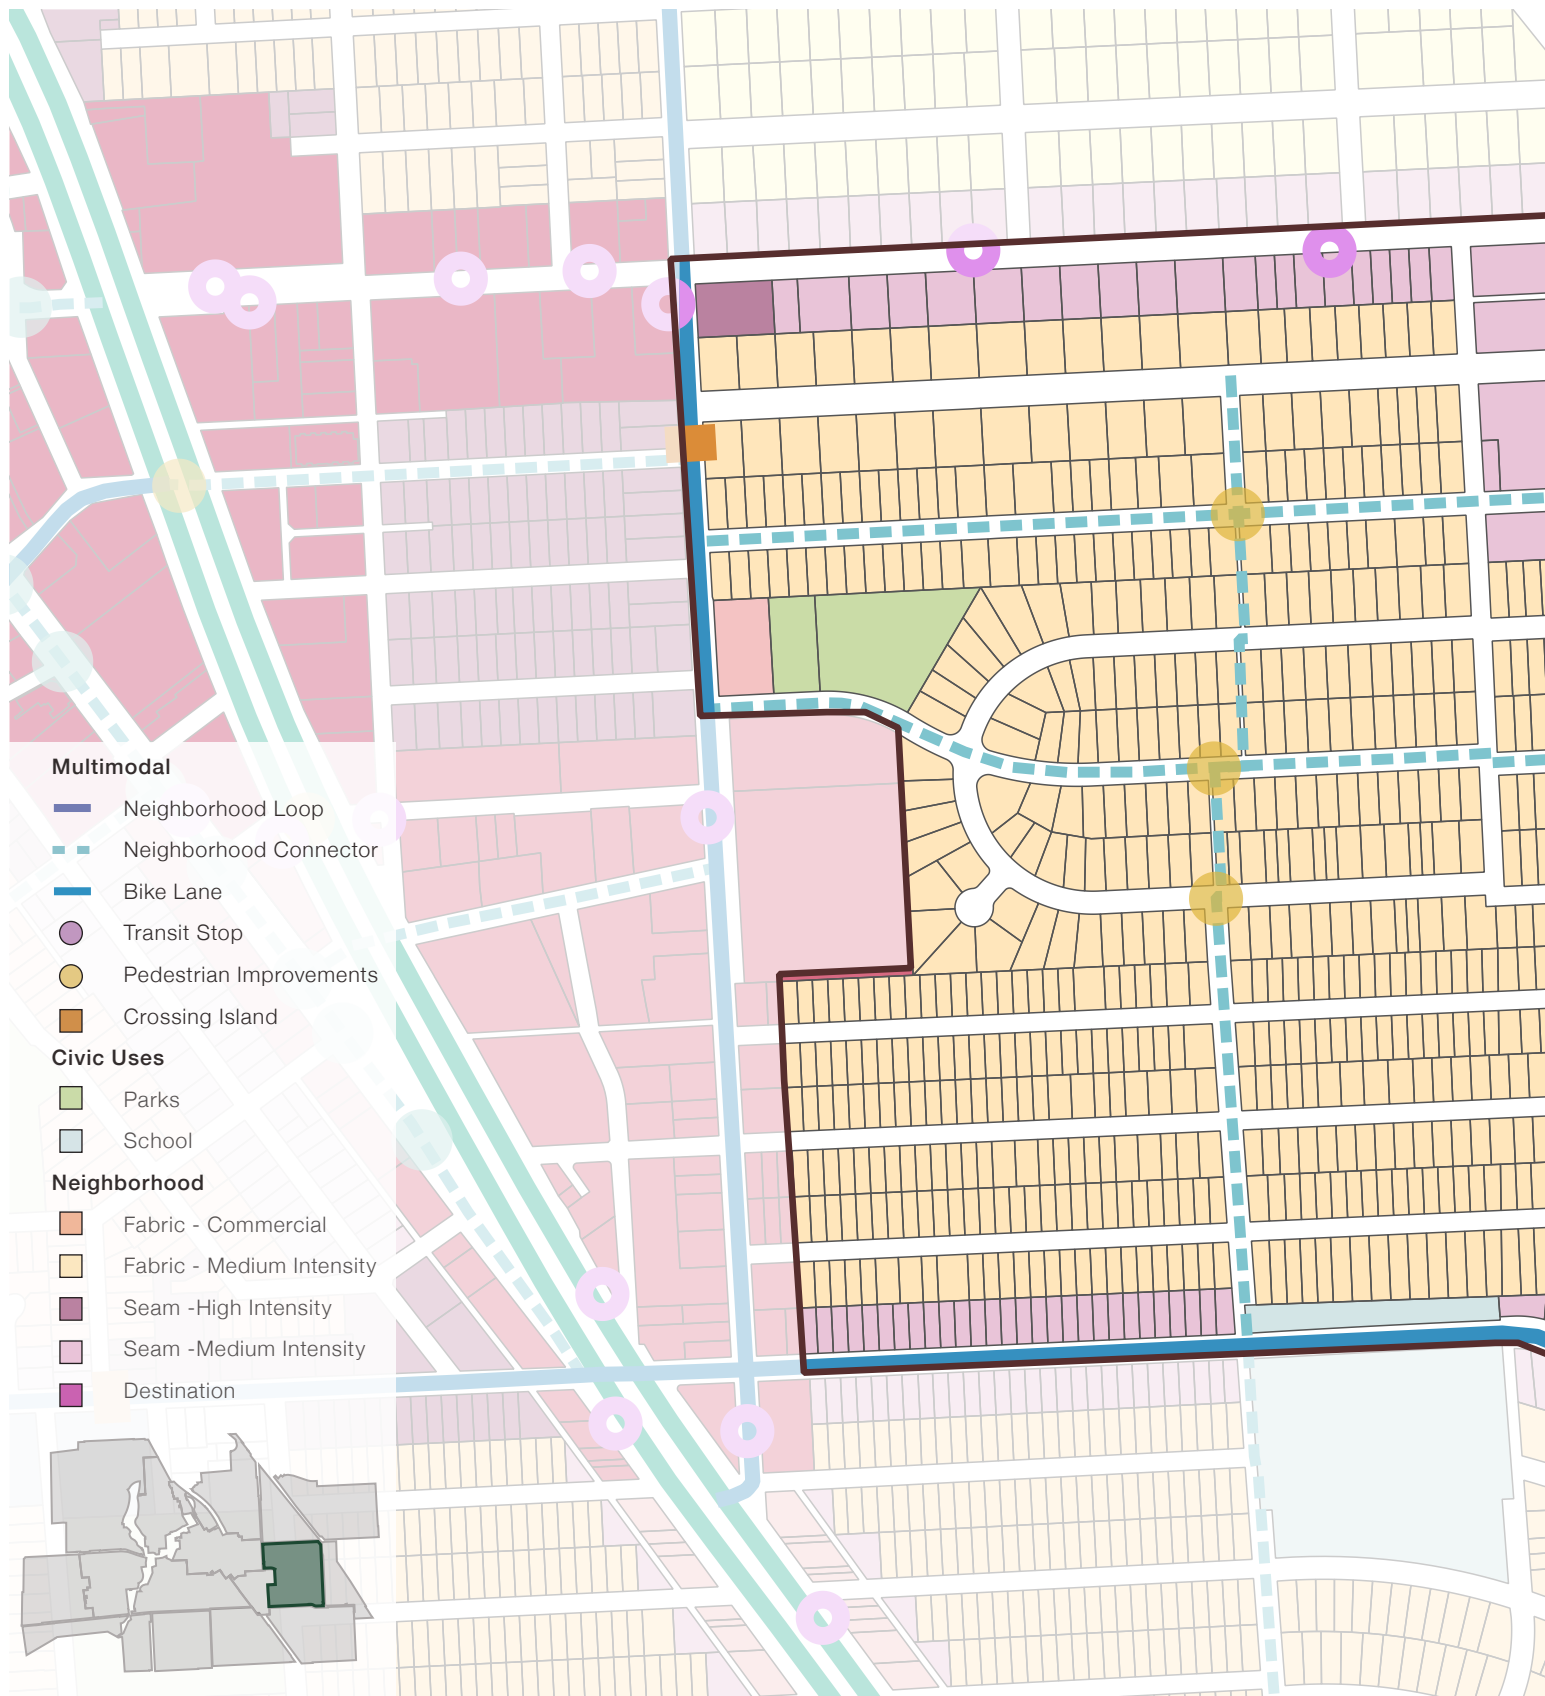 Multimodal
Neighborhood Loop
Neighborhood Connector
Bike Lane
Transit Stop
Pedestrian Improvements
Crossing Island
Civic Uses
Parks
School
Neighborhood
Fabric - Commercial
Fabric - Medium Intensity
Seam -High Intensity
Seam -Medium Intensity
Destination